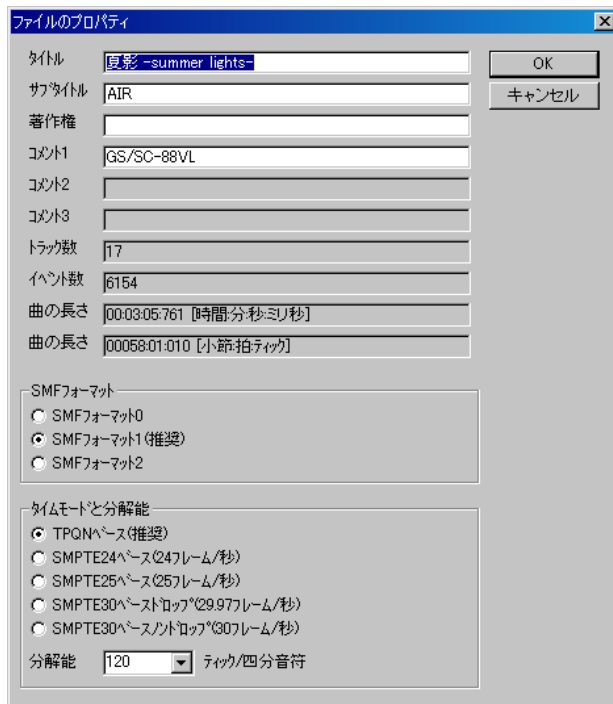 ファイルのプロパティ
タイトル 夏影 -summer lights-
OK
サブタイトル AIR
キャンセル
著作権
コメント1 GS/SC-88VL
コメント2
コメント3
トラック数 17
イベント数 6154
曲の長さ 00:03:05:761 [時間:分:秒:ミリ秒]
曲の長さ 00058:01:010 [小節:拍:ティック]
SMFフォーマット
SMFフォーマット0
SMFフォーマット1(推奨)
SMFフォーマット2
タイムモードと分解能
TPQNベース(推奨)
SMPTE24ベース(24フレーム/秒)
SMPTE25ベース(25フレーム/秒)
SMPTE30ベースドロップ(29.97フレーム/秒)
SMPTE30ベースノンドロップ(30フレーム/秒)
分解能 120 ティック/四分音符